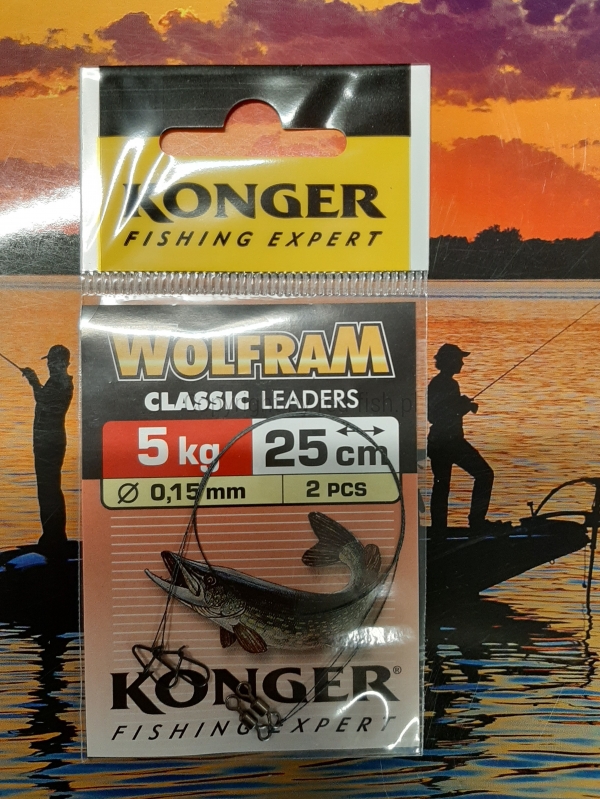 KONGER
FISHING EXPERT
WOLFRAM
CLASSIC LEADERS
5 kg 25 cm
Ø 0,15 mm 2 PCS
KONGER®
FISHING EXPERT